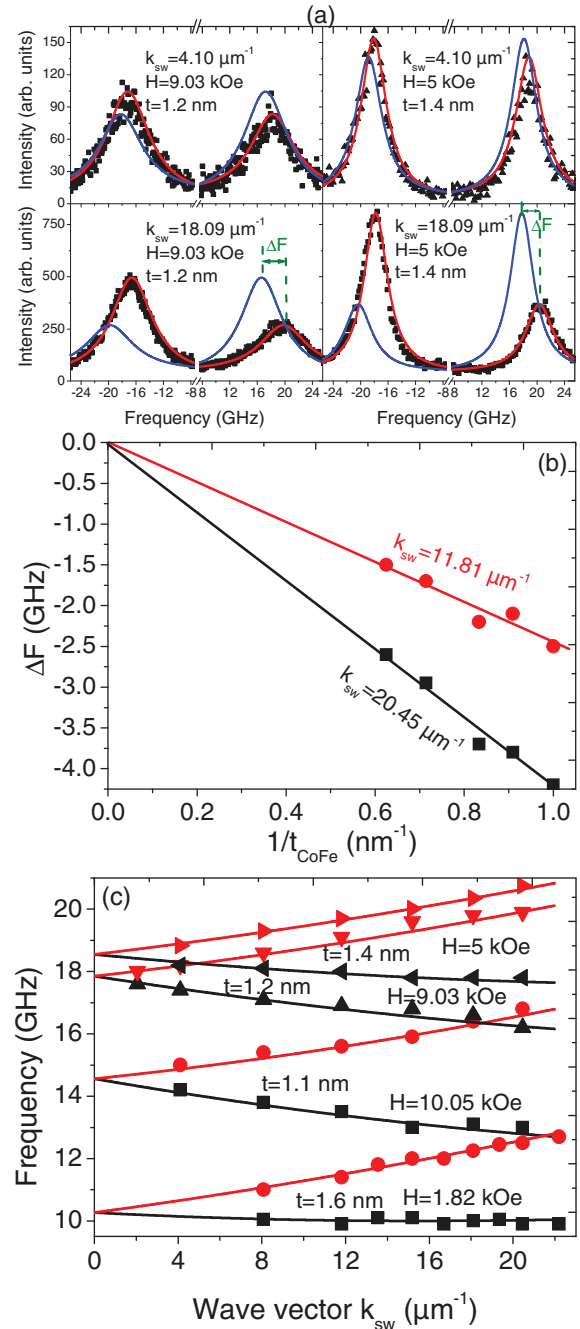 (a)
Intensity (arb. units)
150
120
90
60
30
0
k_sw=4.10 µm⁻¹
H=9.03 kOe
t=1.2 nm
k_sw=4.10 µm⁻¹
H=5 kOe
t=1.4 nm
Intensity (arb. units)
750
500
250
0
k_sw=18.09 µm⁻¹
H=9.03 kOe
t=1.2 nm
ΔF
k_sw=18.09 µm⁻¹
H=5 kOe
t=1.4 nm
ΔF
-24 -20 -16 -12 -8 8 12 16 20 24 -24 -20 -16 -12 -8 8 12 16 20 24
Frequency (GHz) Frequency (GHz)
(b)
ΔF (GHz)
0.0
-0.5
-1.0
-1.5
-2.0
-2.5
-3.0
-3.5
-4.0
k_sw=11.81 µm⁻¹
k_sw=20.45 µm⁻¹
0.0 0.2 0.4 0.6 0.8 1.0
1/t_CoFe (nm⁻¹)
(c)
Frequency (GHz)
20
18
16
14
12
10
t=1.4 nm H=5 kOe
t=1.2 nm H=9.03 kOe
t=1.1 nm H=10.05 kOe
t=1.6 nm H=1.82 kOe
0 4 8 12 16 20
Wave vector k_sw (µm⁻¹)